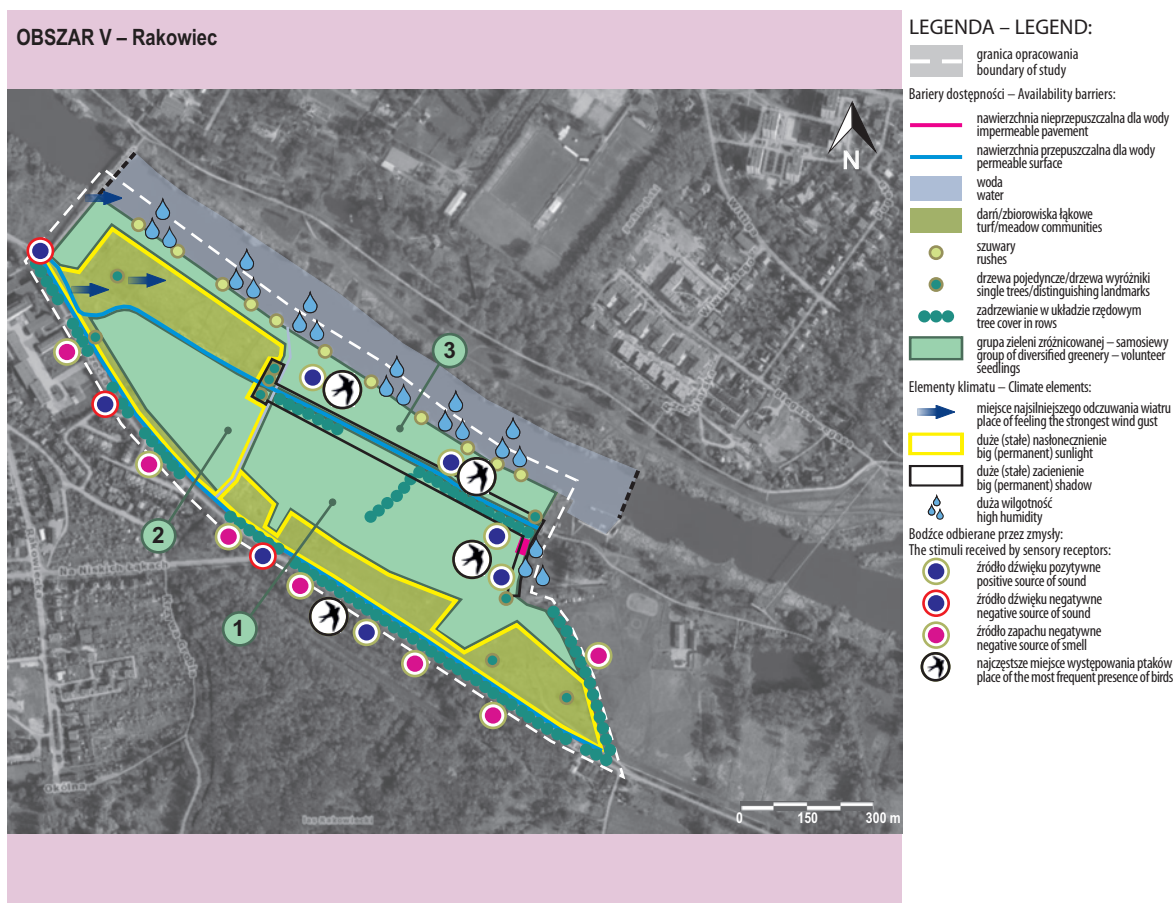 OBSZAR V – Rakowiec
N
3
2
1
Rakowiecka
Na Niskich Łąkach
Okólna
las Rakowiecki
0 150 300 m
LEGENDA – LEGEND:
granica opracowania
boundary of study
Bariery dostępności – Availability barriers:
nawierzchnia nieprzepuszczalna dla wody
impermeable pavement
nawierzchnia przepuszczalna dla wody
permeable surface
woda
water
darń/zbiorowiska łąkowe
turf/meadow communities
szuwary
rushes
drzewa pojedyncze/drzewa wyróżniki
single trees/distinguishing landmarks
zadrzewianie w układzie rzędowym
tree cover in rows
grupa zieleni zróżnicowanej – samosiewy
group of diversified greenery – volunteer
seedlings
Elementy klimatu – Climate elements:
miejsce najsilniejszego odczuwania wiatru
place of feeling the strongest wind gust
duże (stałe) nasłonecznienie
big (permanent) sunlight
duże (stałe) zacienienie
big (permanent) shadow
duża wilgotność
high humidity
Bodźce odbierane przez zmysły:
The stimuli received by sensory receptors:
źródło dźwięku pozytywne
positive source of sound
źródło dźwięku negatywne
negative source of sound
źródło zapachu negatywne
negative source of smell
najczęstsze miejsce występowania ptaków
place of the most frequent presence of birds